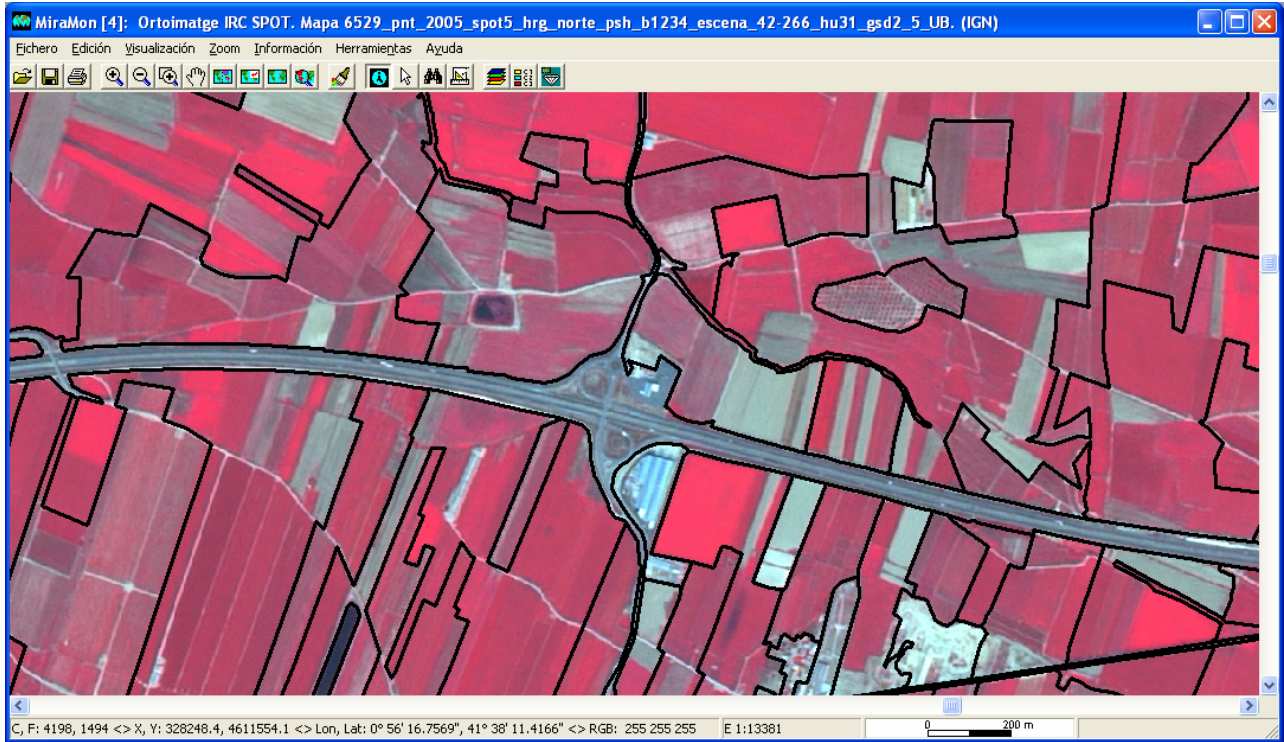 MiraMon [4]: Ortoimatge IRC SPOT. Mapa 6529_pnt_2005_spot5_hrg_norte_psh_b1234_escena_42-266_hu31_gsd2_5_UB. (IGN)
Fichero Edición Visualización Zoom Información Herramientas Ayuda
C, F: 4198, 1494 <> X, Y: 328248.4, 4611554.1 <> Lon, Lat: 0° 56' 16.7569", 41° 38' 11.4166" <> RGB: 255 255 255 E 1:13381 0 200 m